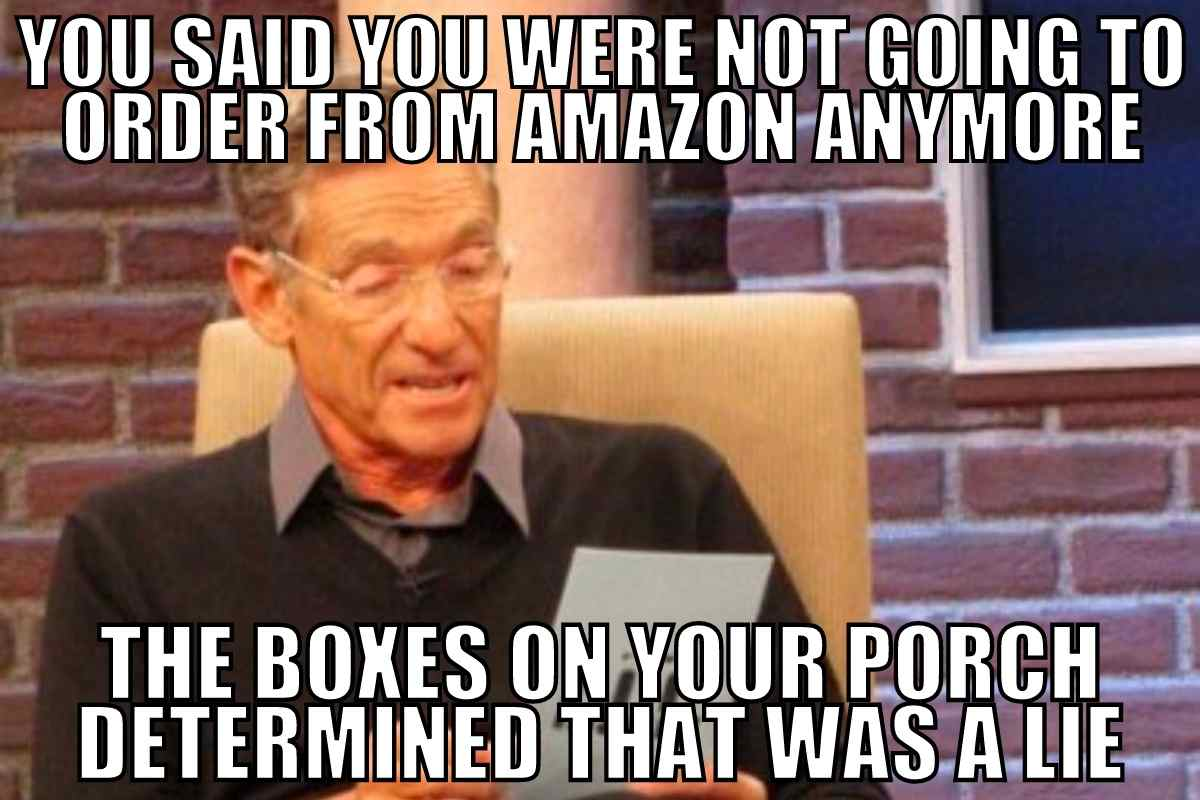 YOU SAID YOU WERE NOT GOING TO
ORDER FROM AMAZON ANYMORE
THE BOXES ON YOUR PORCH
DETERMINED THAT WAS A LIE